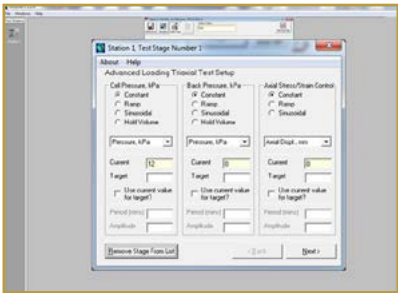 Station 1, Test Stage Number 1
About Help
Advanced Loading Triaxial Test Setup
Cell Pressure, kPa Back Pressure, kPa Axial Stress/Strain Control
Constant Constant Constant
Ramp Ramp Ramp
Sinusoidal Sinusoidal Sinusoidal
Hold Volume Hold Volume
Pressure, kPa Pressure, kPa Axial Displ., mm
Current 12 Current 0 Current 0
Target Target Target
Use current value for target? Use current value for target? Use current value for target?
Period (mins) Period (mins) Period (mins)
Amplitude Amplitude Amplitude
Remove Stage From List < Back Next >